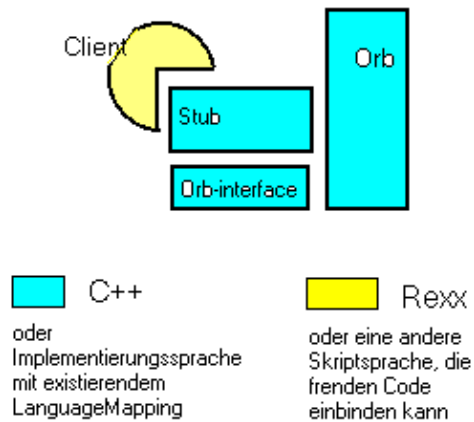 Client
Orb
Stub
Orb-interface
C++
oder
Implementierungssprache
mit existierendem
LanguageMapping
Rexx
oder eine andere
Skriptsprache, die
frenden Code
einbinden kann